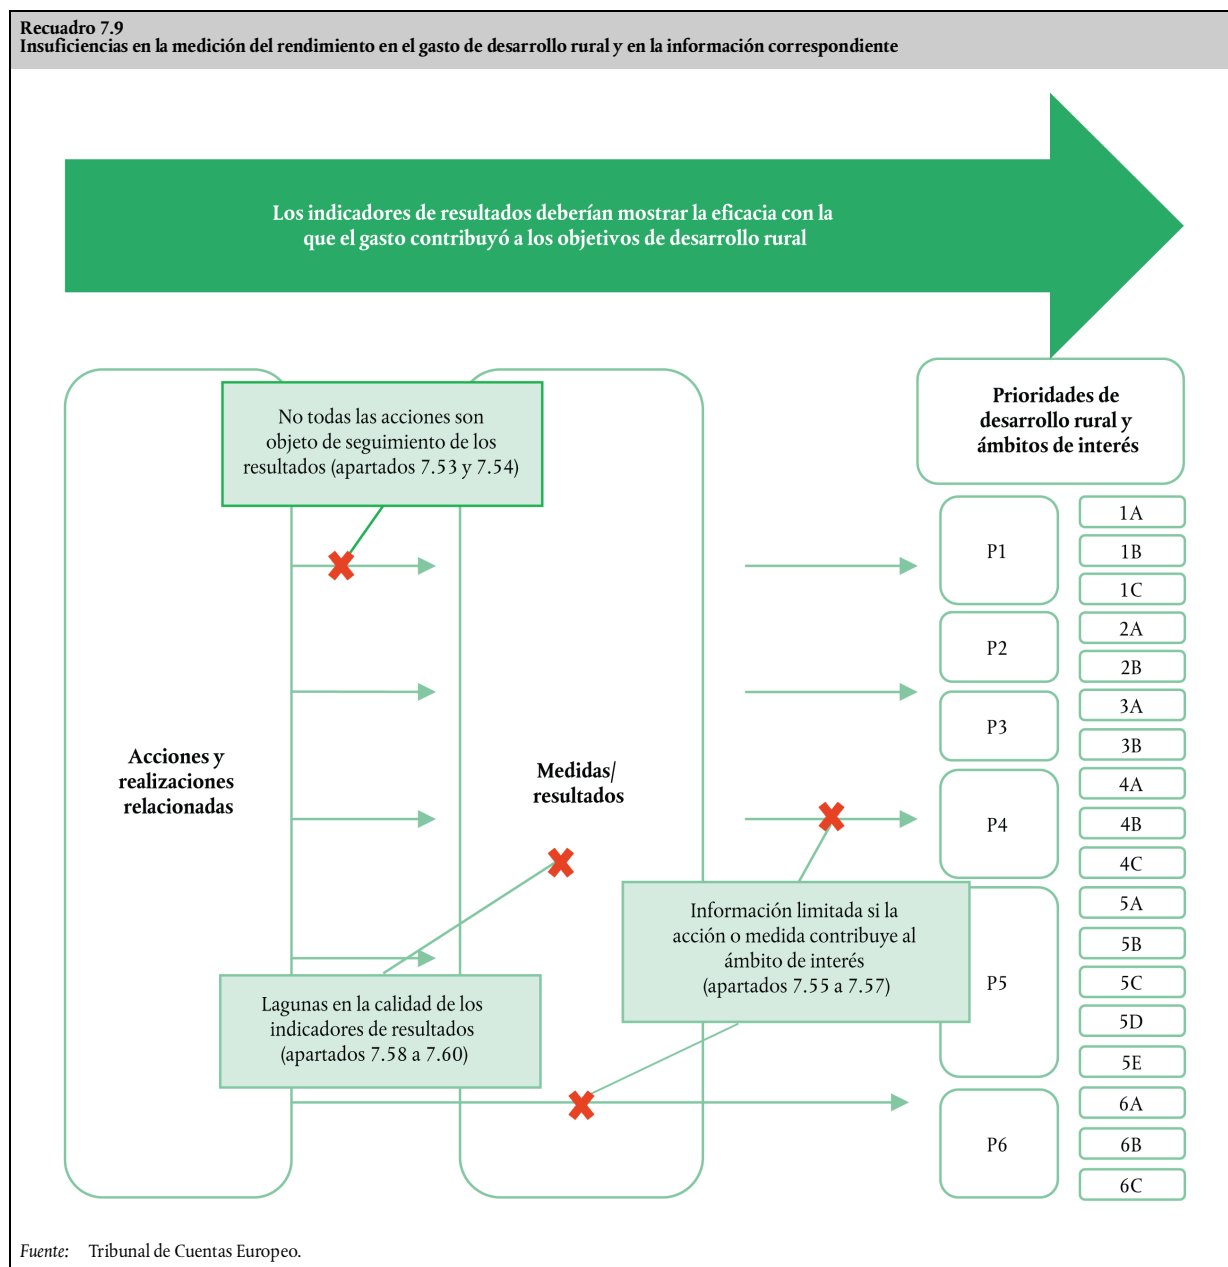 Recuadro 7.9
Insuficiencias en la medición del rendimiento en el gasto de desarrollo rural y en la información correspondiente
Los indicadores de resultados deberían mostrar la eficacia con la
que el gasto contribuyó a los objetivos de desarrollo rural
No todas las acciones son
objeto de seguimiento de los
resultados (apartados 7.53 y 7.54)
Prioridades de
desarrollo rural y
ámbitos de interés
Acciones y
realizaciones
relacionadas
Medidas/
resultados
Lagunas en la calidad de los
indicadores de resultados
(apartados 7.58 a 7.60)
Información limitada si la
acción o medida contribuye al
ámbito de interés
(apartados 7.55 a 7.57)
P1
1A
1B
1C
P2
2A
2B
P3
3A
3B
P4
4A
4B
4C
P5
5A
5B
5C
5D
5E
P6
6A
6B
6C
Fuente: Tribunal de Cuentas Europeo.